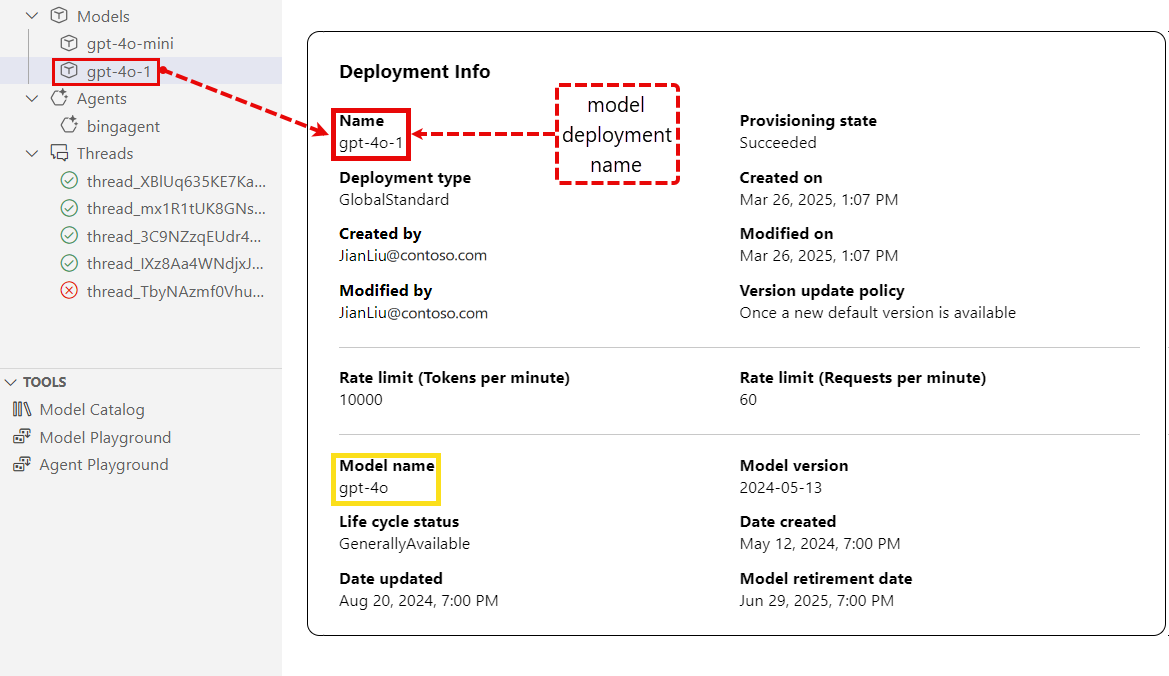 Models
gpt-4o-mini
gpt-4o-1
Agents
bingagent
Threads
thread_XBlUq635KE7Ka...
thread_mx1R1tUK8GNs...
thread_3C9NZzqEUdr4...
thread_IXz8Aa4WNdjxJ...
thread_TbyNAzmf0Vhu...
TOOLS
Model Catalog
Model Playground
Agent Playground
Deployment Info
model
deployment
name
Name
gpt-4o-1
Provisioning state
Succeeded
Deployment type
GlobalStandard
Created on
Mar 26, 2025, 1:07 PM
Created by
JianLiu@contoso.com
Modified on
Mar 26, 2025, 1:07 PM
Modified by
JianLiu@contoso.com
Version update policy
Once a new default version is available
Rate limit (Tokens per minute)
10000
Rate limit (Requests per minute)
60
Model name
gpt-4o
Model version
2024-05-13
Life cycle status
GenerallyAvailable
Date created
May 12, 2024, 7:00 PM
Date updated
Aug 20, 2024, 7:00 PM
Model retirement date
Jun 29, 2025, 7:00 PM